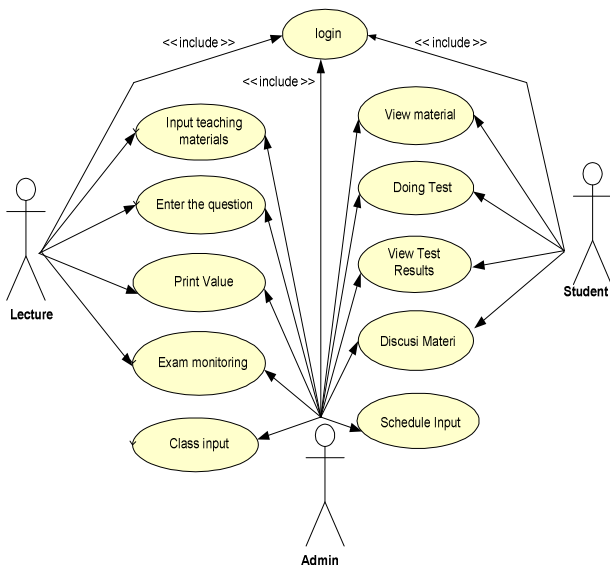 login
<<include>>
<<include>>
<<include>>
Input teaching
materials
View material
Enter the question
Doing Test
Print Value
View Test
Results
Lecture
Student
Exam monitoring
Discusi Materi
Class input
Schedule Input
Admin